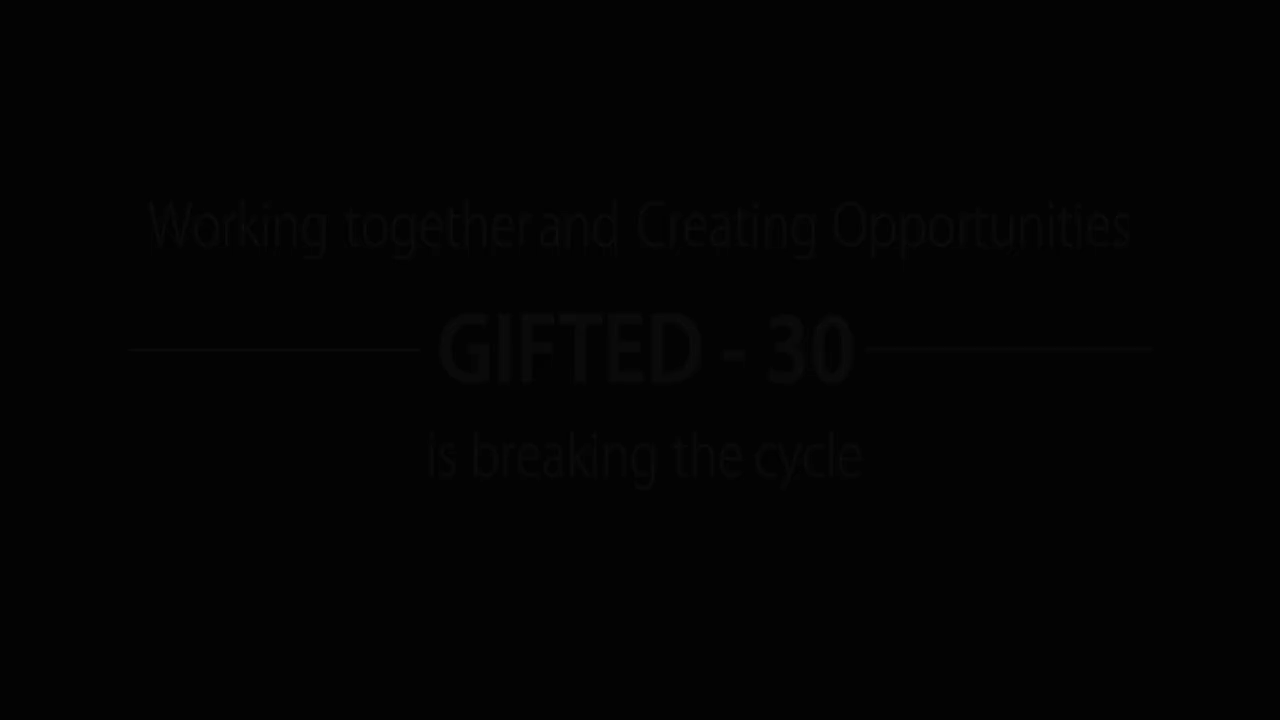 Working together and Creating Opportunities
GIFTED - 30
is breaking the cycle